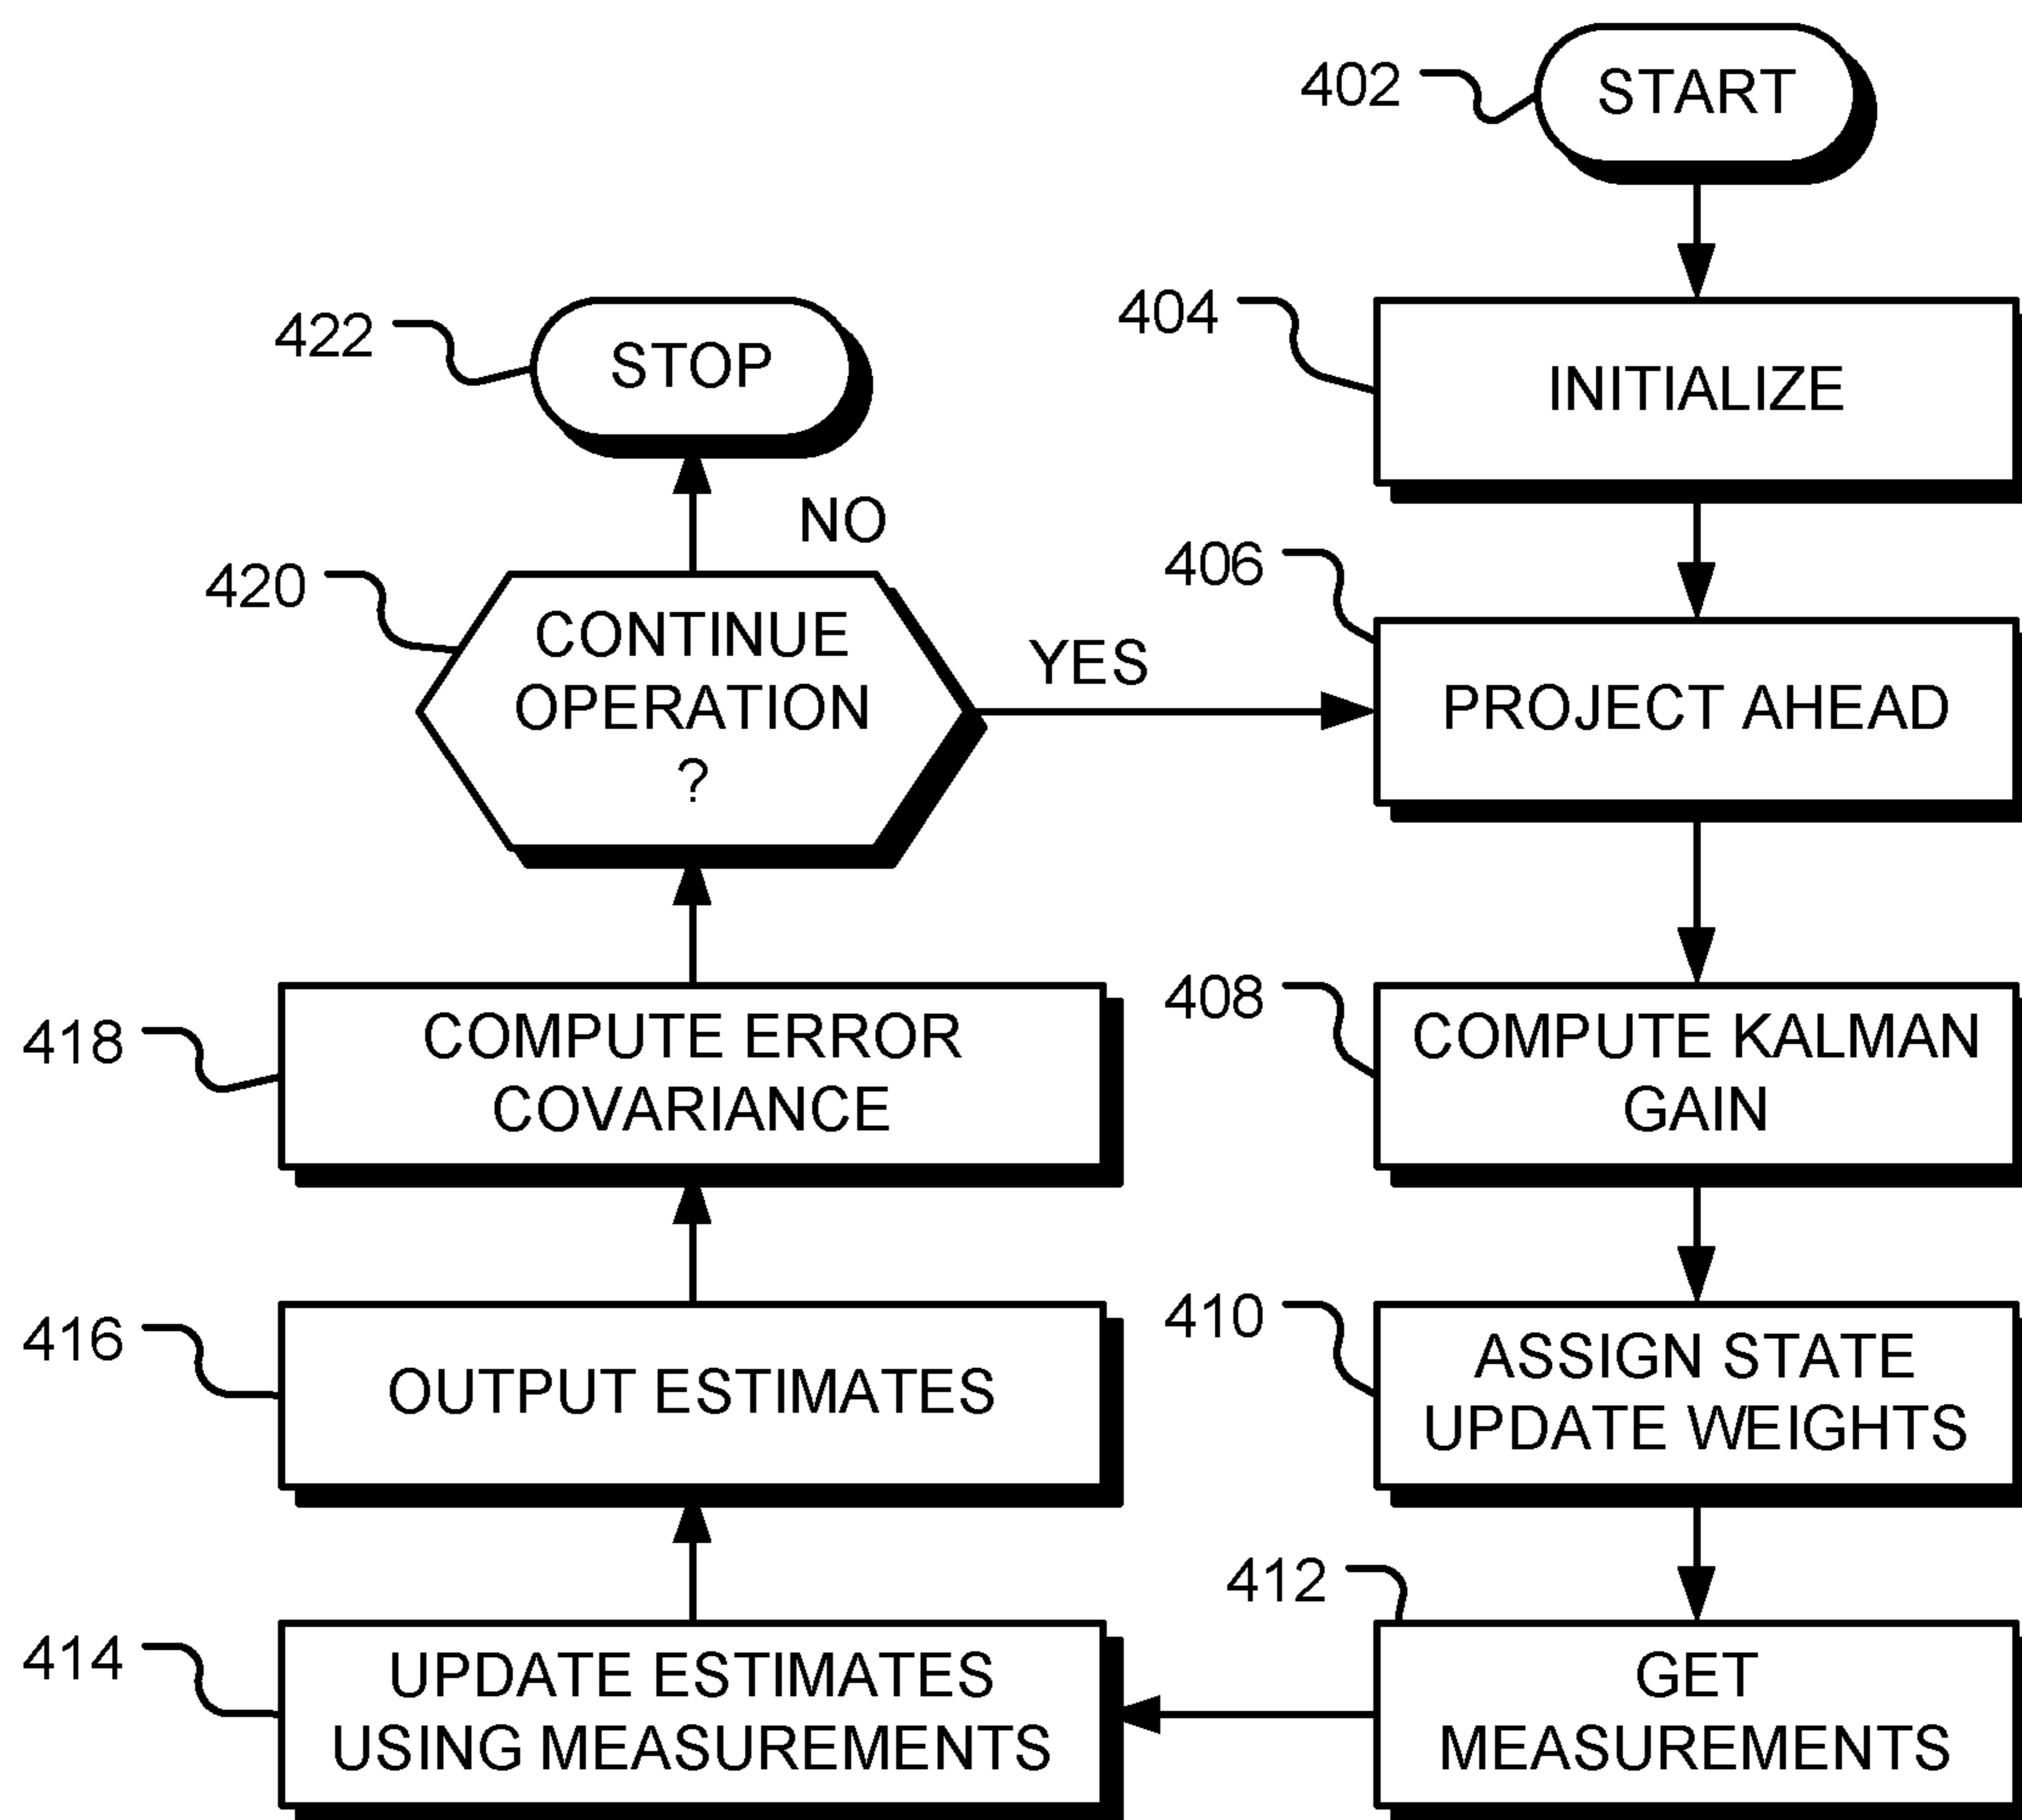 402
START
404
INITIALIZE
406
PROJECT AHEAD
408
COMPUTE KALMAN
GAIN
410
ASSIGN STATE
UPDATE WEIGHTS
412
GET
MEASUREMENTS
414
UPDATE ESTIMATES
USING MEASUREMENTS
416
OUTPUT ESTIMATES
418
COMPUTE ERROR
COVARIANCE
420
CONTINUE
OPERATION
?
YES
NO
422
STOP